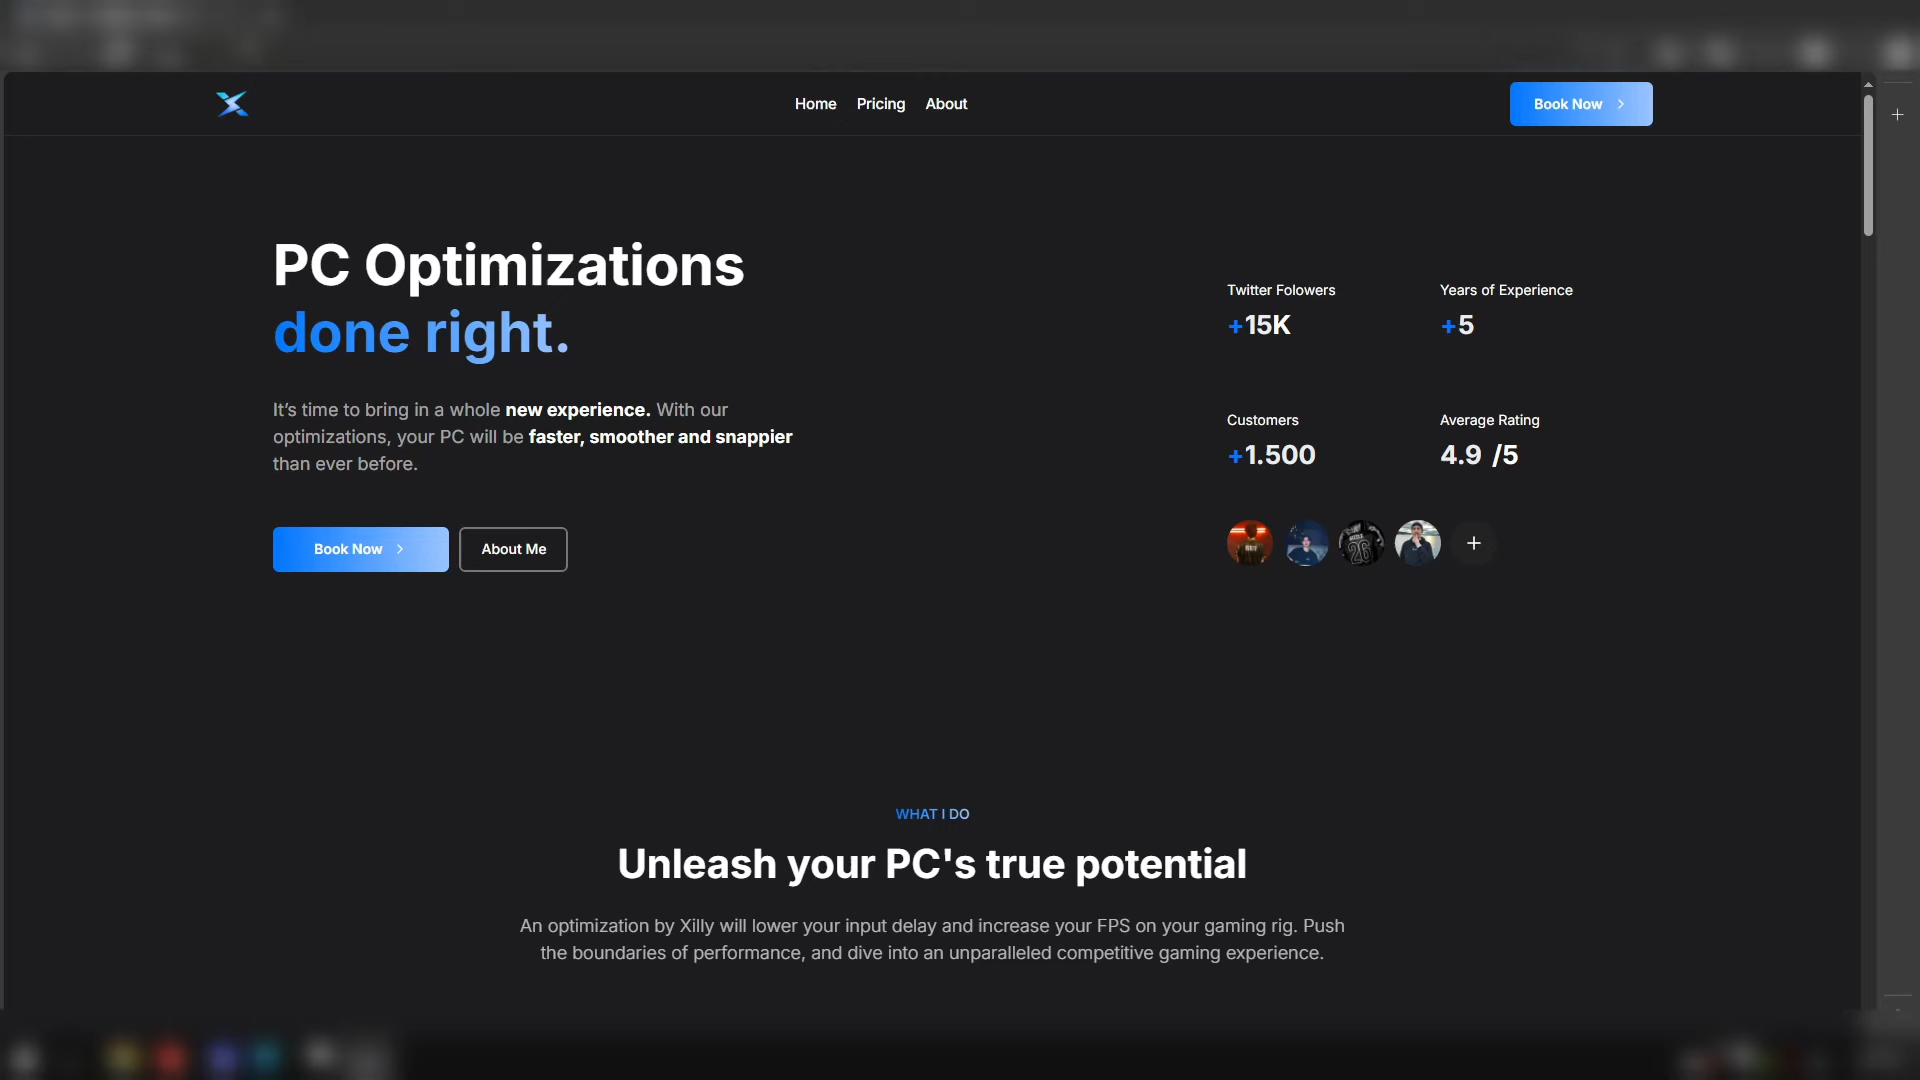 Home Pricing About
Book Now
PC Optimizations
done right.
It's time to bring in a whole new experience. With our
optimizations, your PC will be faster, smoother and snappier
than ever before.
Book Now
About Me
Twitter Folowers
+15K
Years of Experience
+5
Customers
+1.500
Average Rating
4.9 /5
WHAT I DO
Unleash your PC's true potential
An optimization by Xilly will lower your input delay and increase your FPS on your gaming rig. Push
the boundaries of performance, and dive into an unparalleled competitive gaming experience.